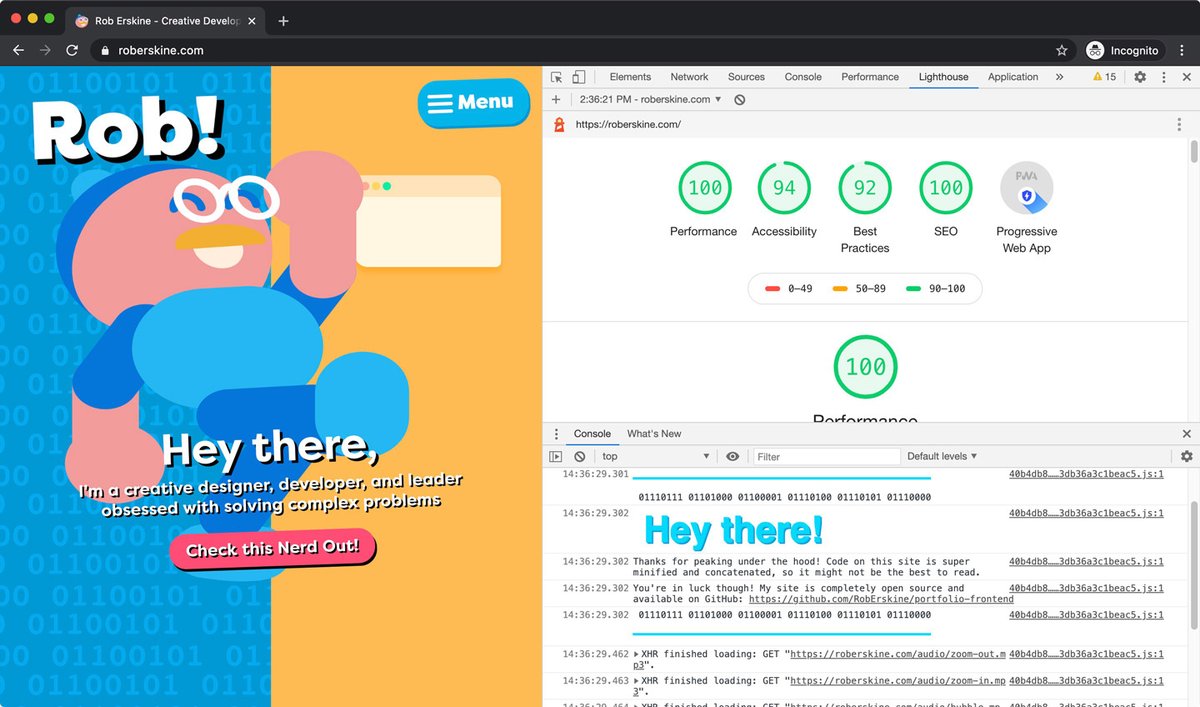 Rob Erskine - Creative Develop
roberskine.com
Incognito
Rob!
Menu
Hey there,
I'm a creative designer, developer, and leader
obsessed with solving complex problems
Check this Nerd Out!
Elements Network Sources Console Performance Lighthouse Application » 15
2:36:21 PM - roberskine.com
https://roberskine.com/
100 94 92 100 PWA
Performance Accessibility Best Practices SEO Progressive Web App
0–49 50–89 90–100
100
Performance
Console What's New
top Filter Default levels
14:36:29.301 40b4db8……3db36a3c1beac5.js:1
01110111 01101000 01100001 01110100 01110101 01110000
14:36:29.302 40b4db8……3db36a3c1beac5.js:1
Hey there!
14:36:29.302 Thanks for peaking under the hood! Code on this site is super 40b4db8……3db36a3c1beac5.js:1
minified and concatenated, so it might not be the best to read.
14:36:29.302 You're in luck though! My site is completely open source and 40b4db8……3db36a3c1beac5.js:1
available on GitHub: https://github.com/RobErskine/portfolio-frontend
14:36:29.302 01110111 01101000 01100001 01110100 01110101 01110000 40b4db8……3db36a3c1beac5.js:1
14:36:29.462 XHR finished loading: GET "https://roberskine.com/audio/zoom-out.m 40b4db8……3db36a3c1beac5.js:1
p3".
14:36:29.463 XHR finished loading: GET "https://roberskine.com/audio/zoom-in.mp 40b4db8……3db36a3c1beac5.js:1
3".